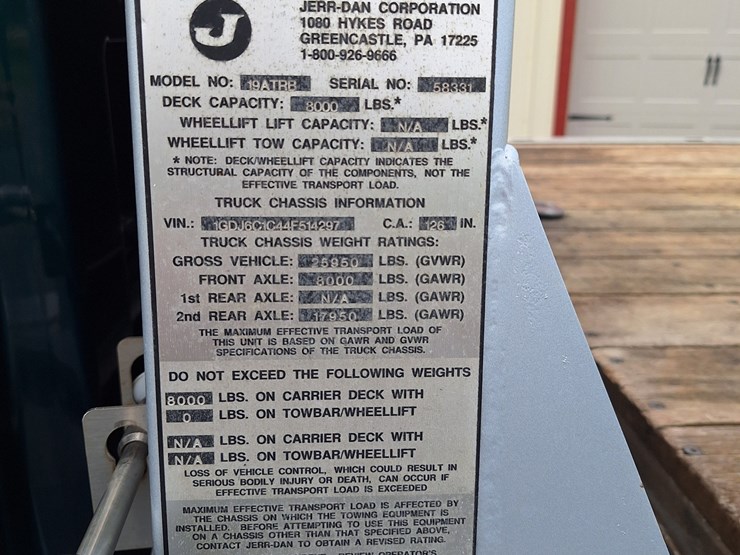 J
JERR-DAN CORPORATION
1080 HYKES ROAD
GREENCASTLE, PA 17225
1-800-926-9666
MODEL NO: 19ATRB SERIAL NO: 58331
DECK CAPACITY: 8000 LBS.*
WHEELLIFT LIFT CAPACITY: N/A LBS.*
WHEELLIFT TOW CAPACITY: N/A LBS.*
* NOTE: DECK/WHEELLIFT CAPACITY INDICATES THE
STRUCTURAL CAPACITY OF THE COMPONENTS, NOT THE
EFFECTIVE TRANSPORT LOAD.
TRUCK CHASSIS INFORMATION
VIN.: 1GDJ6C1C44F514297 C.A.: 126 IN.
TRUCK CHASSIS WEIGHT RATINGS:
GROSS VEHICLE: 25950 LBS. (GVWR)
FRONT AXLE: 8000 LBS. (GAWR)
1st REAR AXLE: N/A LBS. (GAWR)
2nd REAR AXLE: 17950 LBS. (GAWR)
THE MAXIMUM EFFECTIVE TRANSPORT LOAD OF
THIS UNIT IS BASED ON GAWR AND GVWR
SPECIFICATIONS OF THE TRUCK CHASSIS.
DO NOT EXCEED THE FOLLOWING WEIGHTS
8000 LBS. ON CARRIER DECK WITH
0 LBS. ON TOWBAR/WHEELLIFT
N/A LBS. ON CARRIER DECK WITH
N/A LBS. ON TOWBAR/WHEELLIFT
LOSS OF VEHICLE CONTROL, WHICH COULD RESULT IN
SERIOUS BODILY INJURY OR DEATH, CAN OCCUR IF
EFFECTIVE TRANSPORT LOAD IS EXCEEDED
MAXIMUM EFFECTIVE TRANSPORT LOAD IS AFFECTED BY
THE CHASSIS ON WHICH THE TOWING EQUIPMENT IS
INSTALLED. BEFORE ATTEMPTING TO USE THIS EQUIPMENT
ON A CHASSIS OTHER THAN THAT SPECIFIED ABOVE,
CONTACT JERR-DAN TO OBTAIN A REVISED RATING.
REVIEW OPERATOR'S